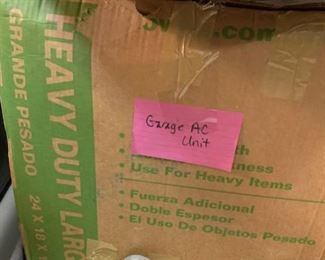 HEAVY DUTY LARG
GRANDE PESADO
24 X 18 X
.com
Garage AC
Unit
Use For Heavy Items
• Fuerza Adicional
• Doble Espesor
• El Uso De Objetos Pesado